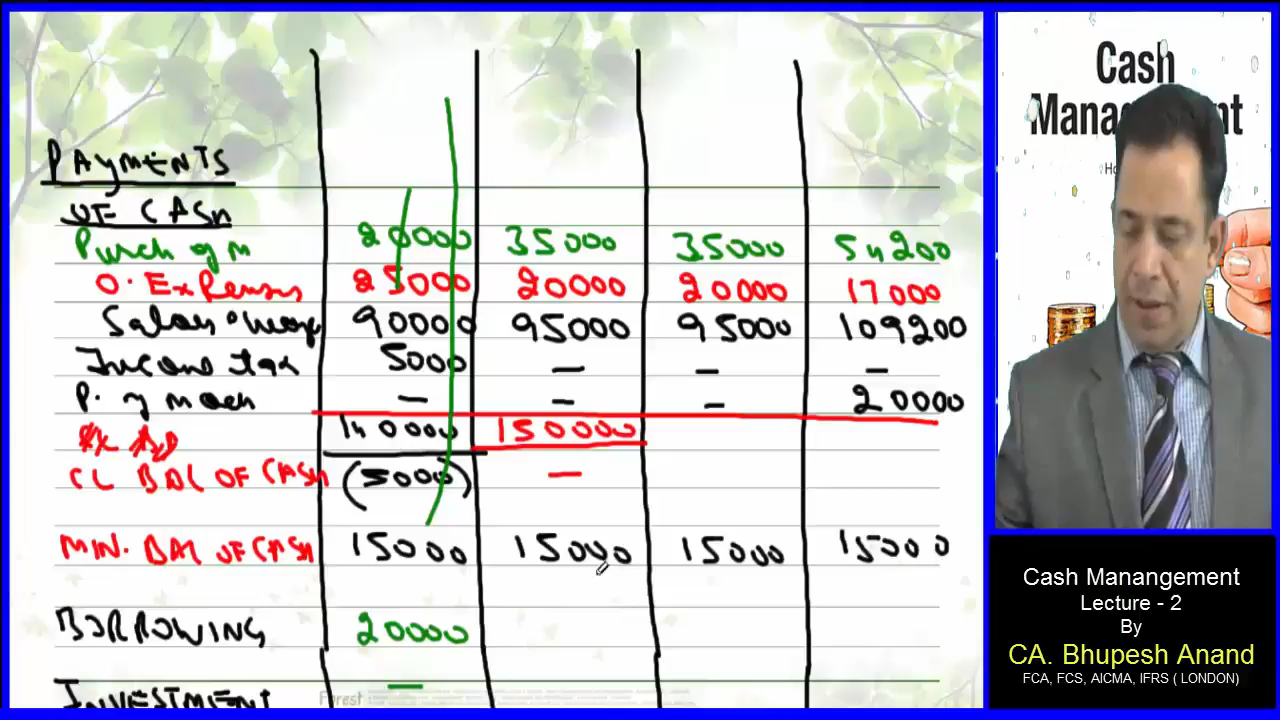 Cash
Management
PAYMENTS
OF CASH
Purch of m 20000 35000 35000 54200
O. Expenses 25000 20000 20000 17000
Salary & wages 90000 95000 95000 109200
Income tax 5000 — — —
P. of mach — — — 20000
140000 150000
CL BAL OF CASH (5000) —
MIN. BAL OF CASH 15000 15000 15000 15000
BORROWING 20000
INVESTMENT —
Cash Manangement
Lecture - 2
By
CA. Bhupesh Anand
FCA, FCS, AICMA, IFRS ( LONDON)